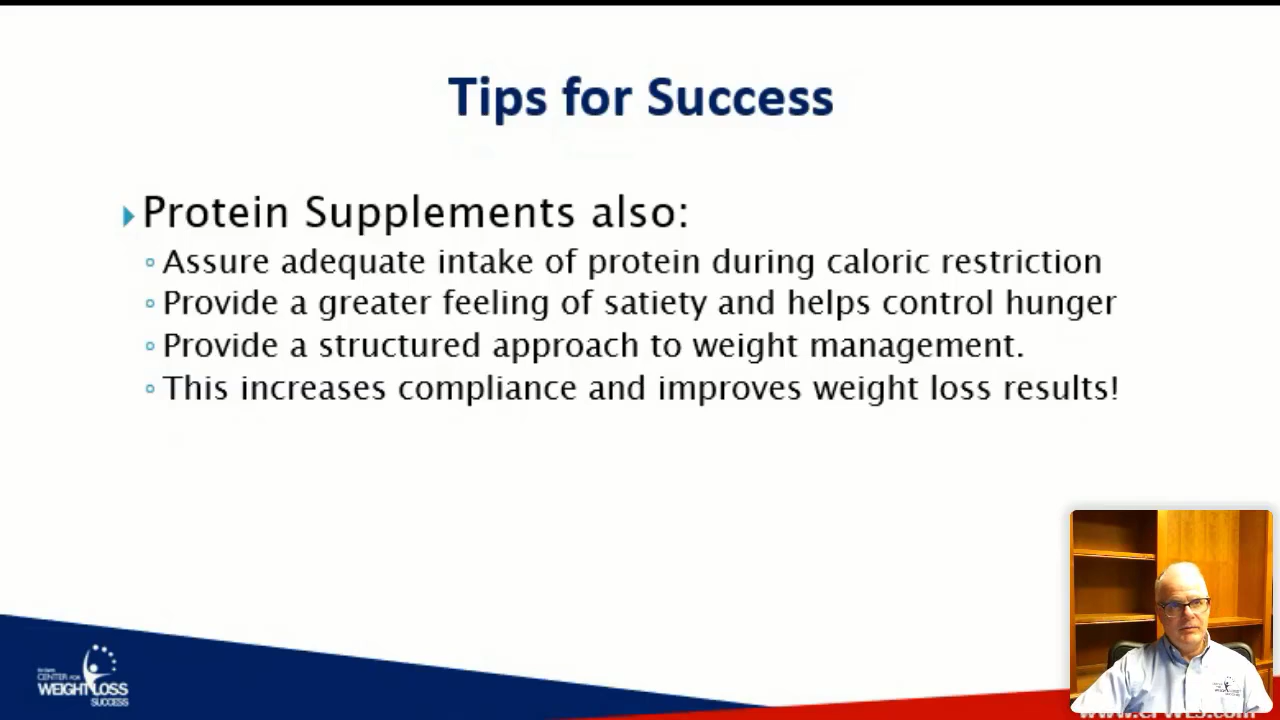 Tips for Success
Protein Supplements also:
Assure adequate intake of protein during caloric restriction
Provide a greater feeling of satiety and helps control hunger
Provide a structured approach to weight management.
This increases compliance and improves weight loss results!
CENTER FOR
WEIGHT LOSS
SUCCESS